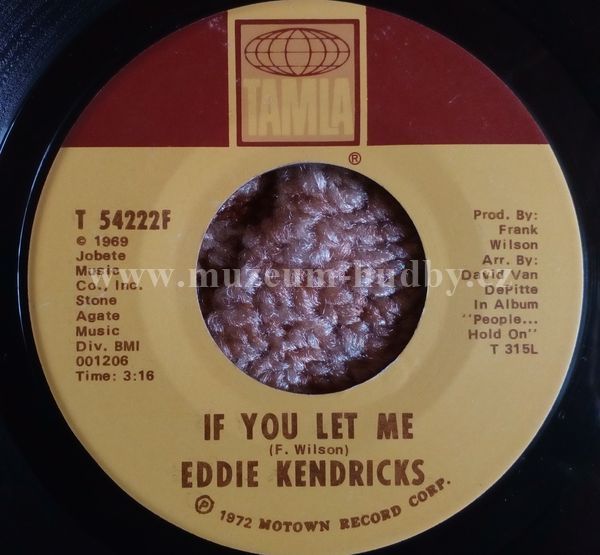 TAMLA
®
T 54222F
© 1969
Jobete
Music
Co., Inc.
Stone
Agate
Music
Div. BMI
001206
Time: 3:16
Prod. By:
Frank
Wilson
Arr. By:
David Van
DePitte
In Album
"People...
Hold On"
T 315L
www.muzeum-hudby.cz
IF YOU LET ME
(F. Wilson)
EDDIE KENDRICKS
℗ 1972 MOTOWN RECORD CORP.